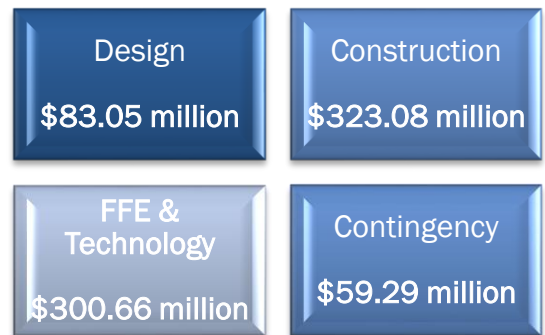 Design
$83.05 million
Construction
$323.08 million
FFE &
Technology
$300.66 million
Contingency
$59.29 million